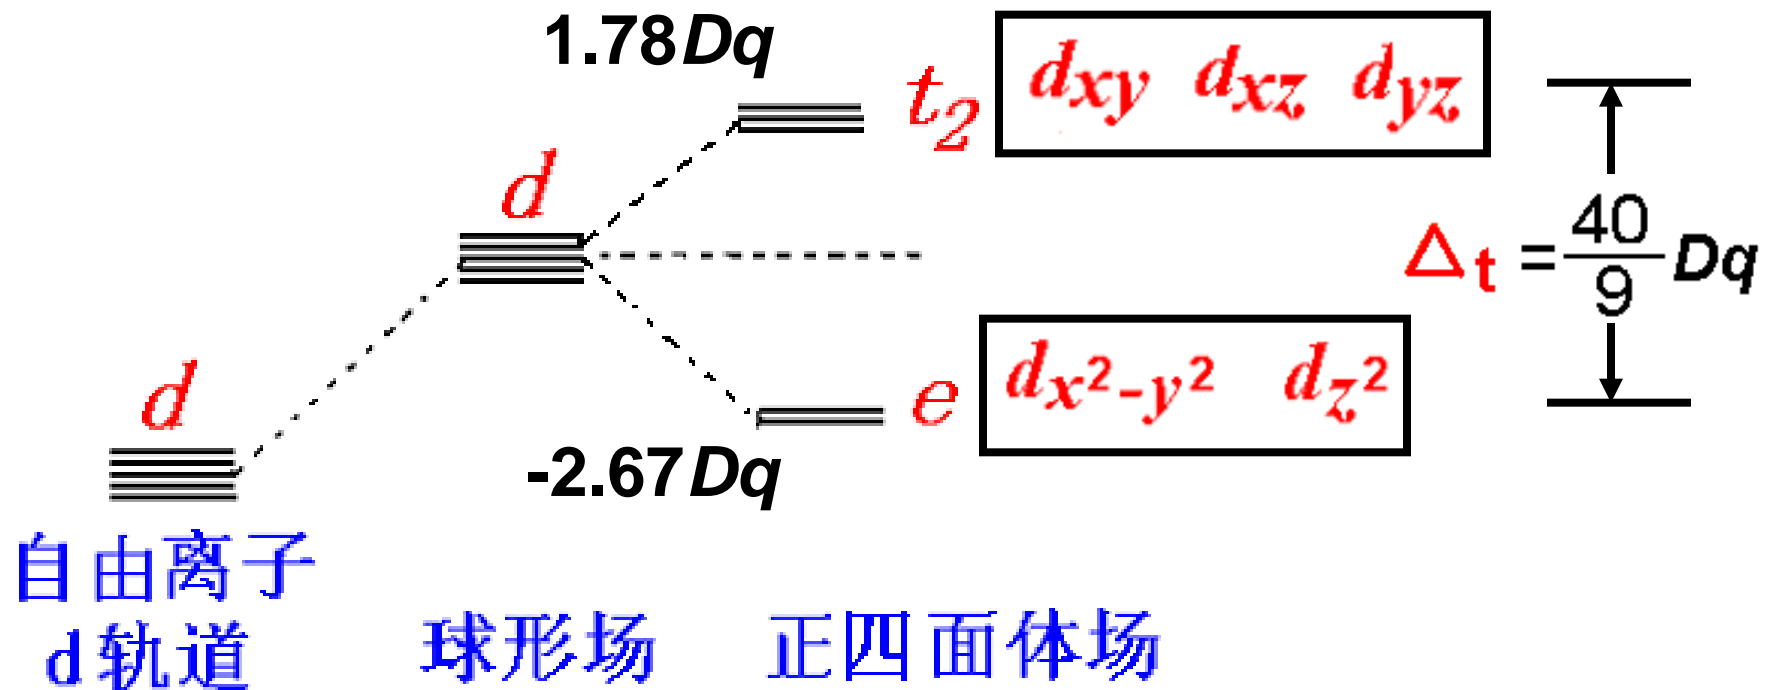 1.78Dq
t₂ dxy dxz dyz
d
Δt = 40/9 Dq
d
e dx²-y² dz²
-2.67Dq
自由离子
d轨道
球形场
正四面体场